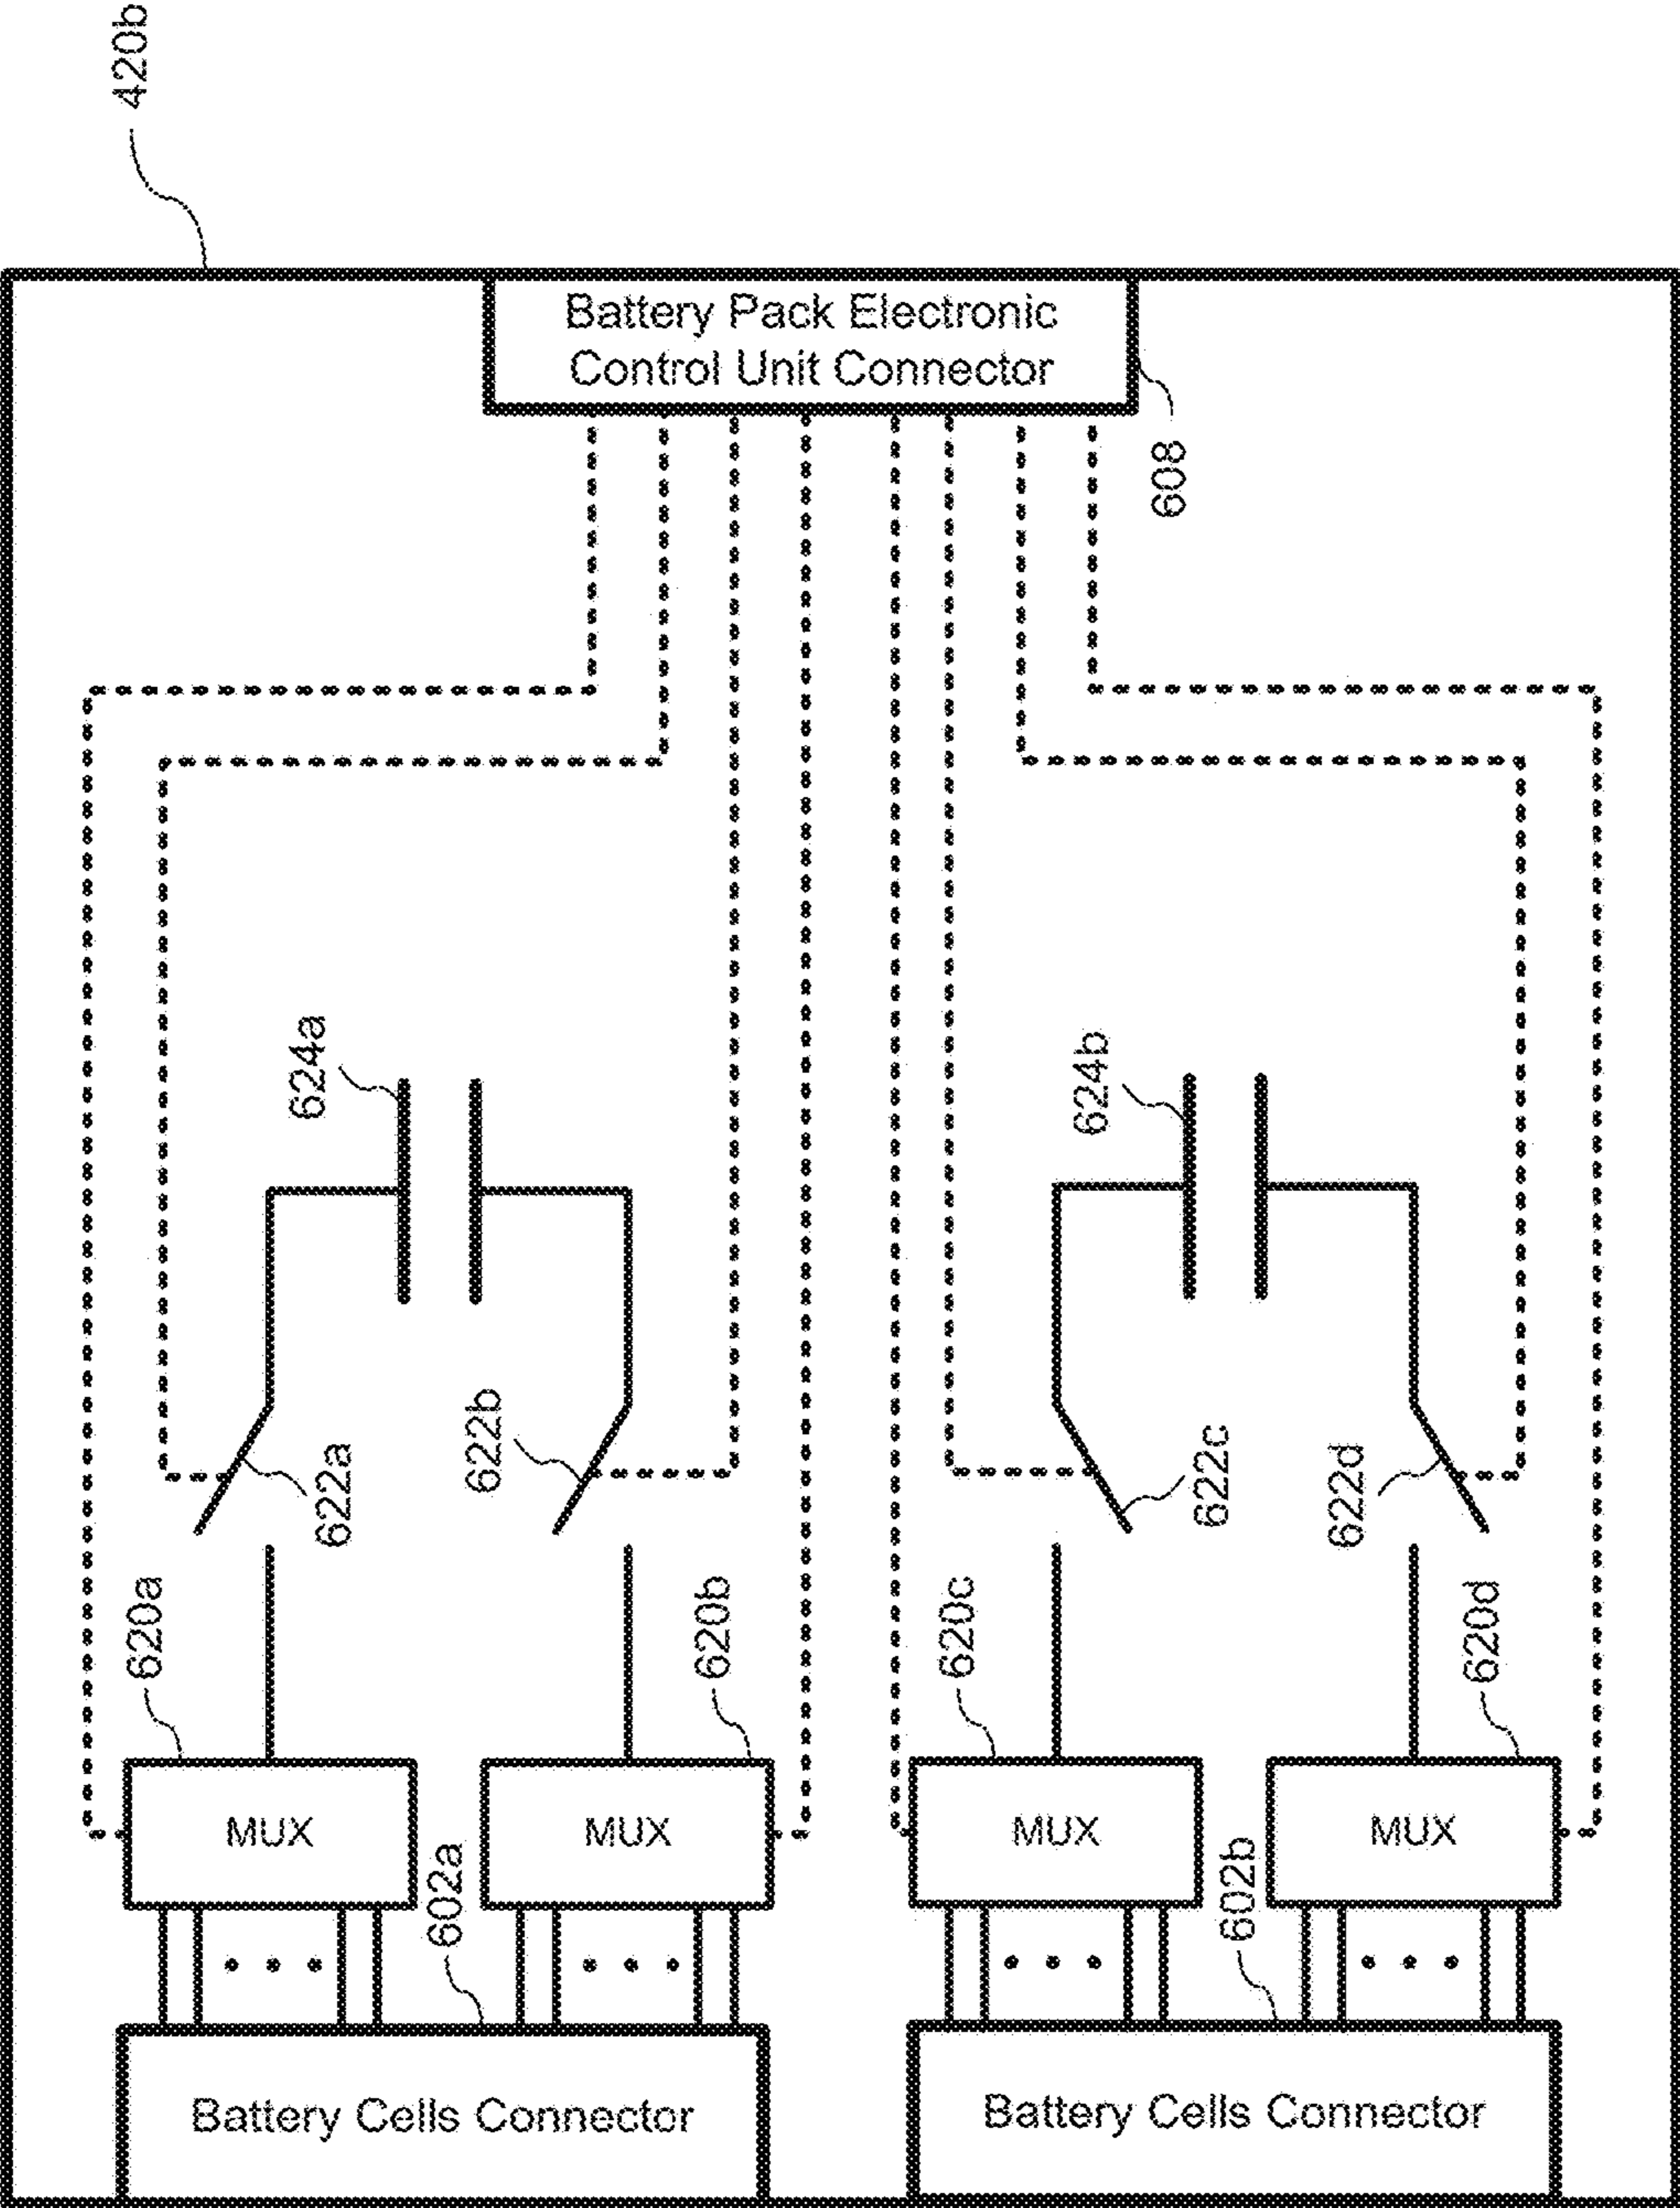 420b
Battery Pack Electronic
Control Unit Connector
608
624a
624b
622a
622b
622c
622d
620a
620b
620c
620d
MUX
MUX
MUX
MUX
602a
602b
Battery Cells Connector
Battery Cells Connector